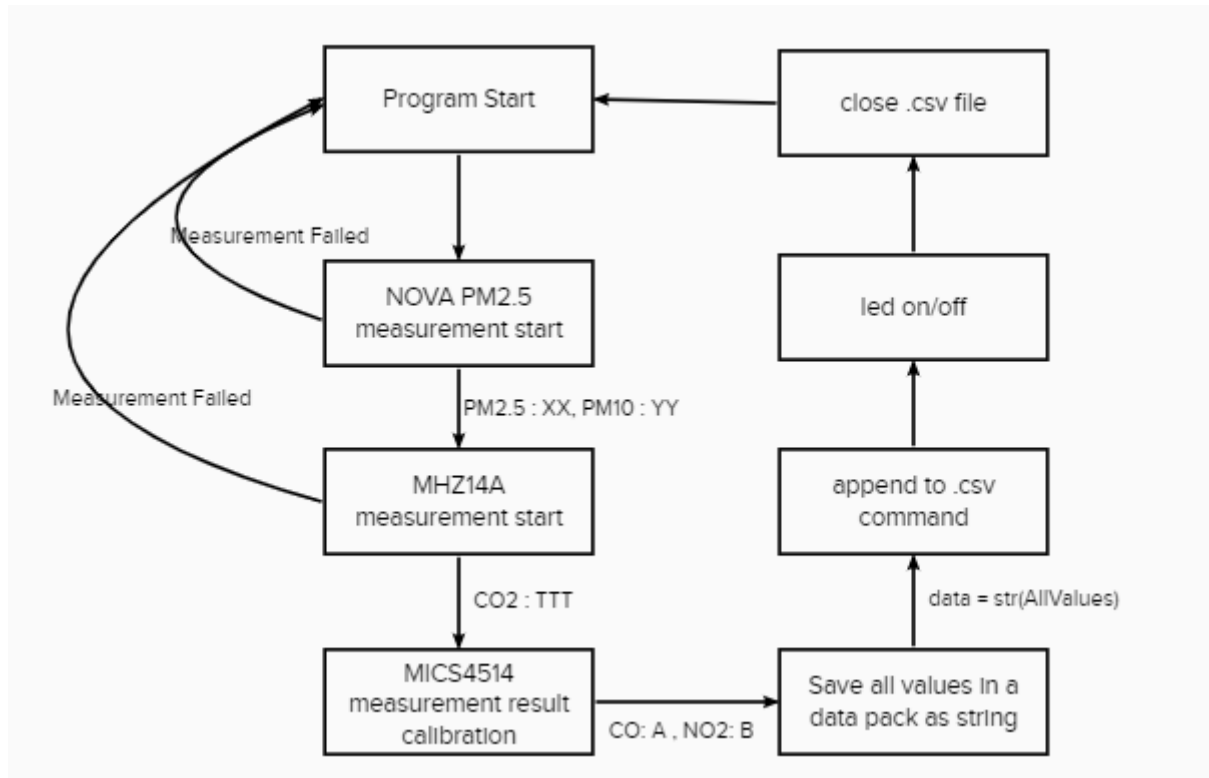 Program Start
close .csv file
Measurement Failed
NOVA PM2.5
measurement start
led on/off
Measurement Failed
PM2.5 : XX, PM10 : YY
MHZ14A
measurement start
append to .csv
command
CO2 : TTT
data = str(AllValues)
MICS4514
measurement result
calibration
CO: A , NO2: B
Save all values in a
data pack as string